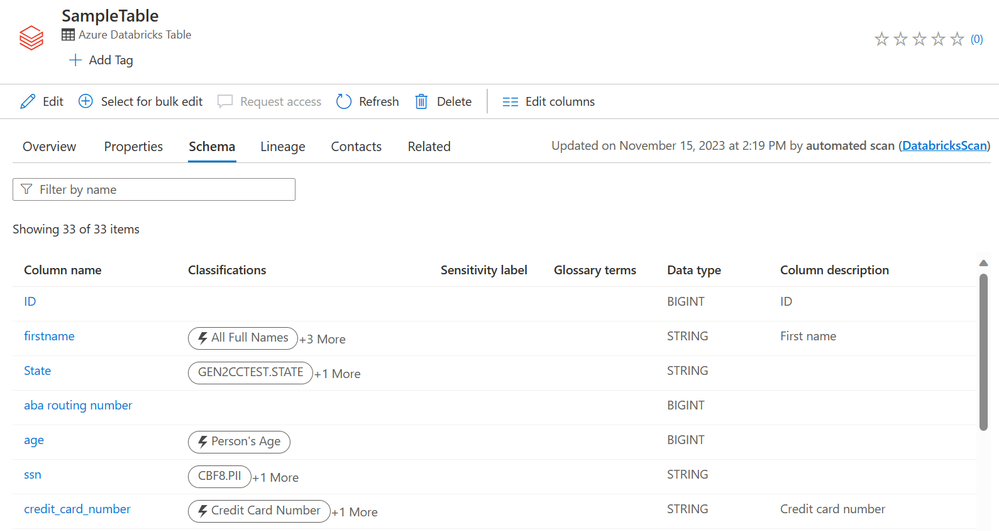 SampleTable
Azure Databricks Table
Add Tag
(0)
Edit Select for bulk edit Request access Refresh Delete Edit columns
Overview Properties Schema Lineage Contacts Related Updated on November 15, 2023 at 2:19 PM by automated scan (DatabricksScan)
Filter by name
Showing 33 of 33 items
Column name Classifications Sensitivity label Glossary terms Data type Column description
ID BIGINT ID
firstname All Full Names +3 More STRING First name
State GEN2CCTEST.STATE +1 More STRING
aba routing number BIGINT
age Person's Age BIGINT
ssn CBF8.PII +1 More STRING
credit_card_number Credit Card Number +1 More STRING Credit card number